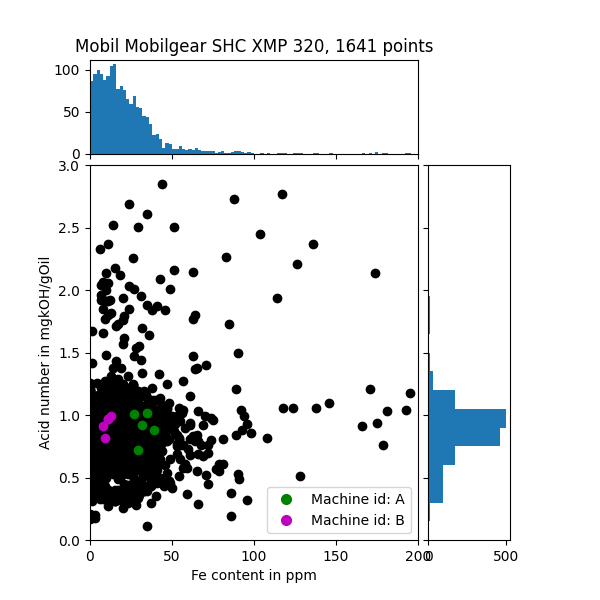 Mobil Mobilgear SHC XMP 320, 1641 points
100
50
0
3.0
2.5
2.0
1.5
1.0
0.5
0.0
Acid number in mgkOH/gOil
Machine id: A
Machine id: B
0 50 100 150 200 0 500
Fe content in ppm